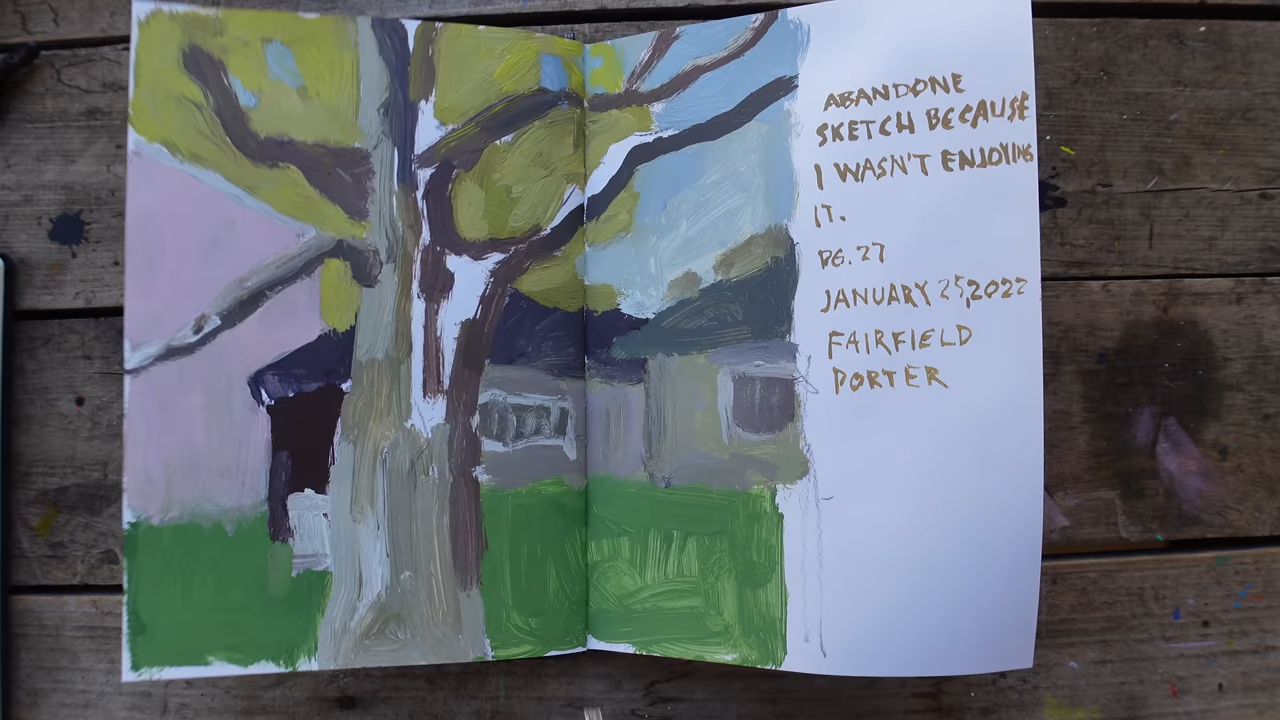 ABANDONE
SKETCH BECAUSE
I WASN'T ENJOYING
IT.
PG. 27
JANUARY 25,2022
FAIRFIELD
PORTER